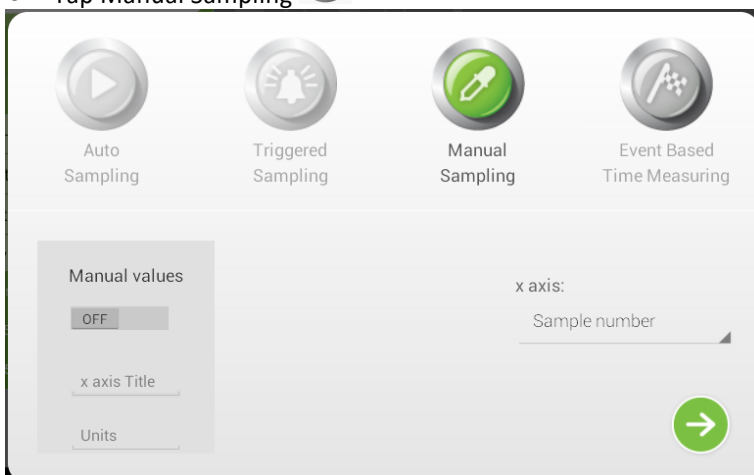 Tap Manual Sampling
Auto
Sampling
Triggered
Sampling
Manual
Sampling
Event Based
Time Measuring
Manual values
OFF
x axis Title
Units
x axis:
Sample number